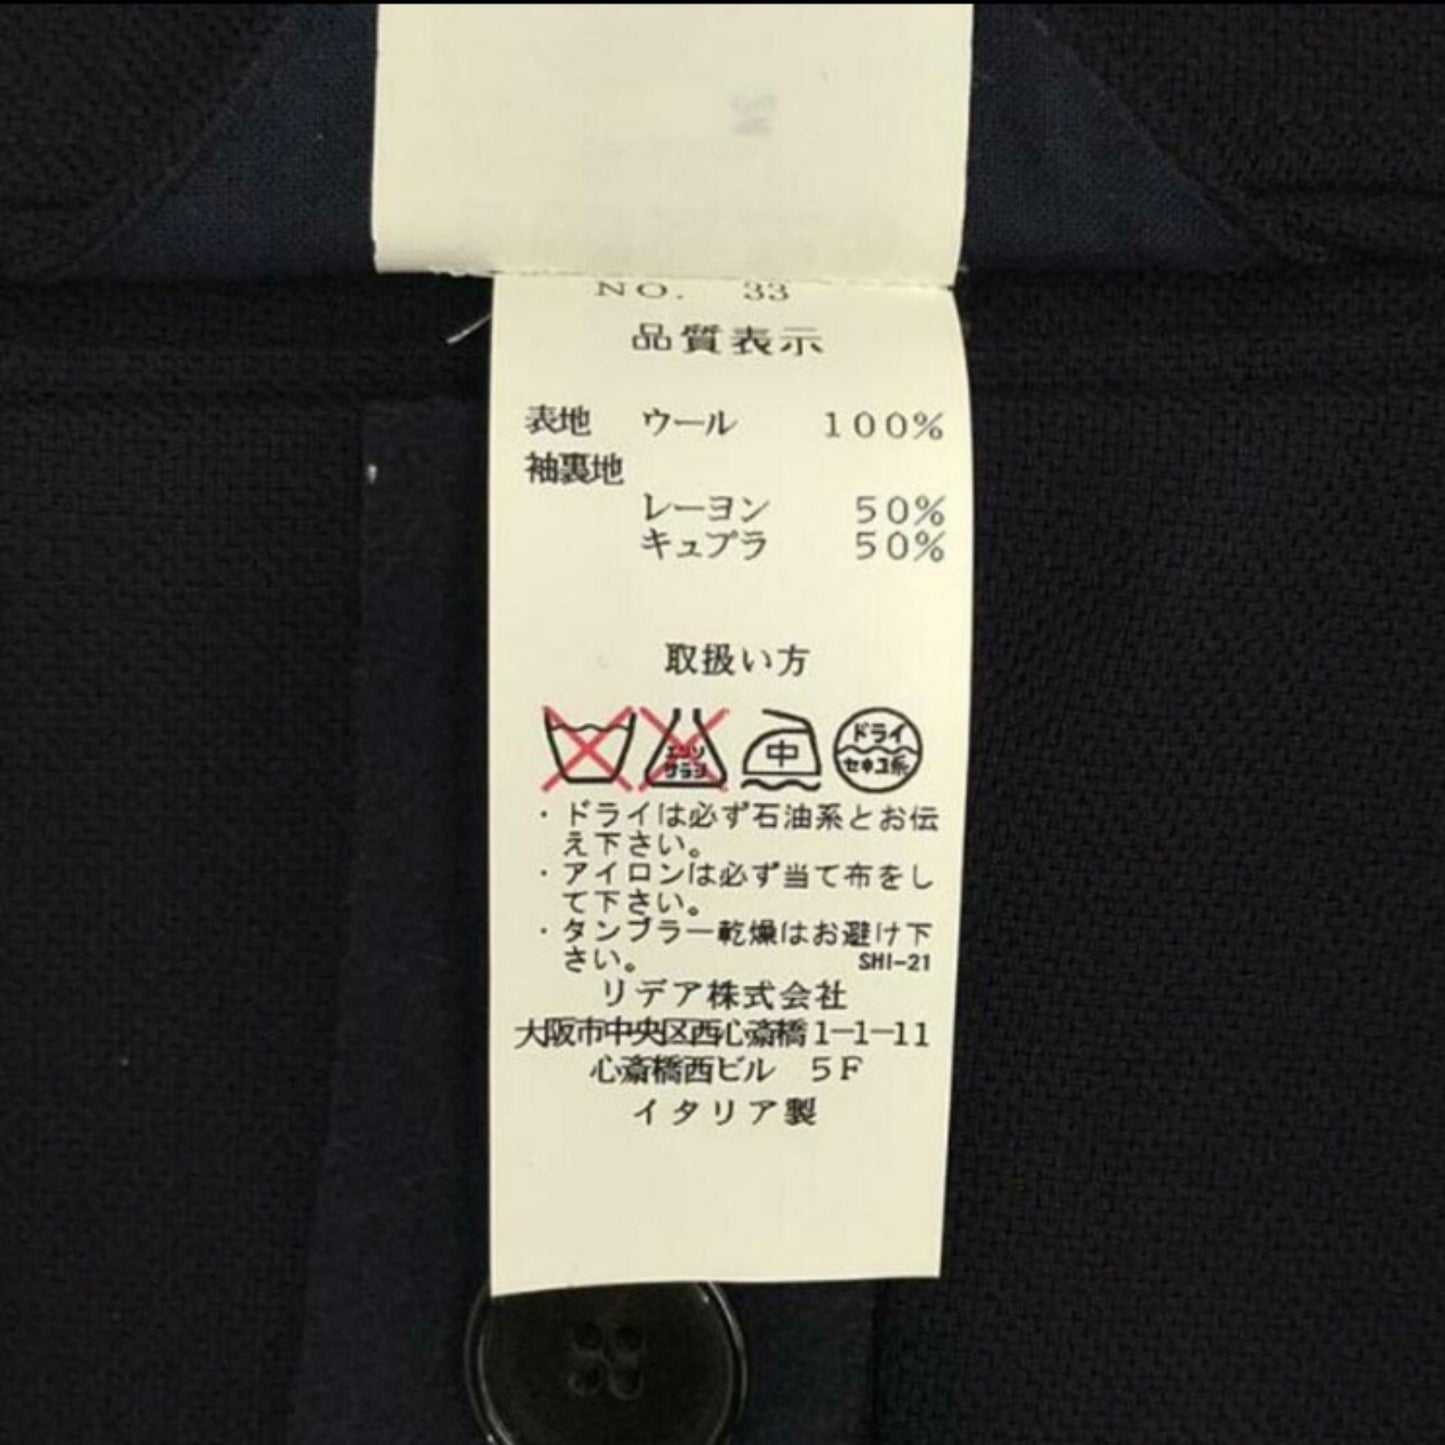 NO. 33
品質表示
表地 ウール 100%
袖裏地
レーヨン 50%
キュプラ 50%
取扱い方
エンソ サラシ 中 ドライ セキユ系
・ドライは必ず石油系とお伝
え下さい。
・アイロンは必ず当て布をし
て下さい。
・タンブラー乾燥はお避け下
さい。 SHI-21
リデア株式会社
大阪市中央区西心斎橋1-1-11
心斎橋西ビル 5F
イタリア製